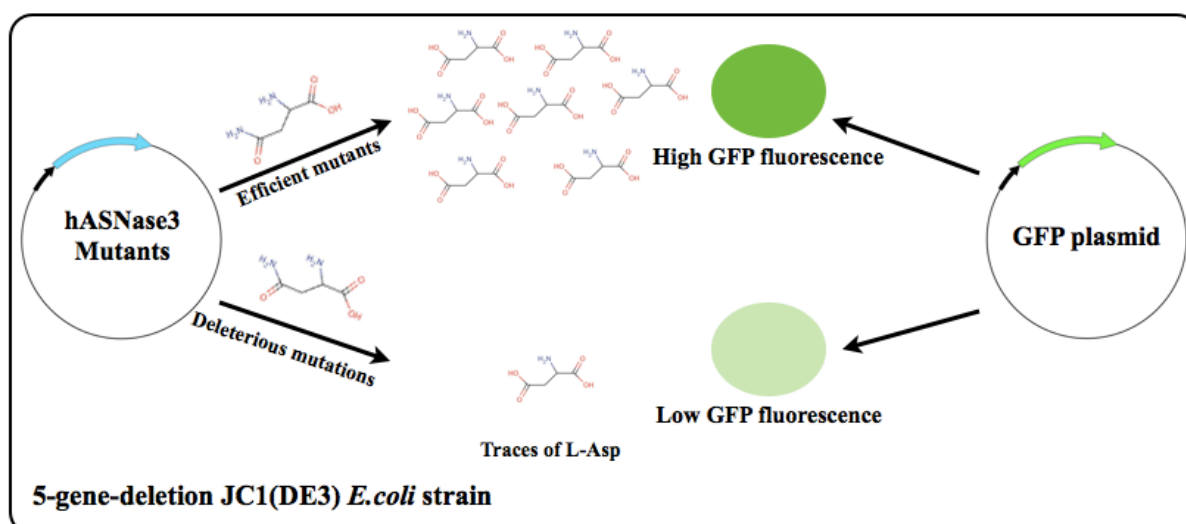 Efficient mutants
High GFP fluorescence
hASNase3
Mutants
GFP plasmid
Deleterious mutations
Low GFP fluorescence
Traces of L-Asp
5-gene-deletion JC1(DE3) E.coli strain